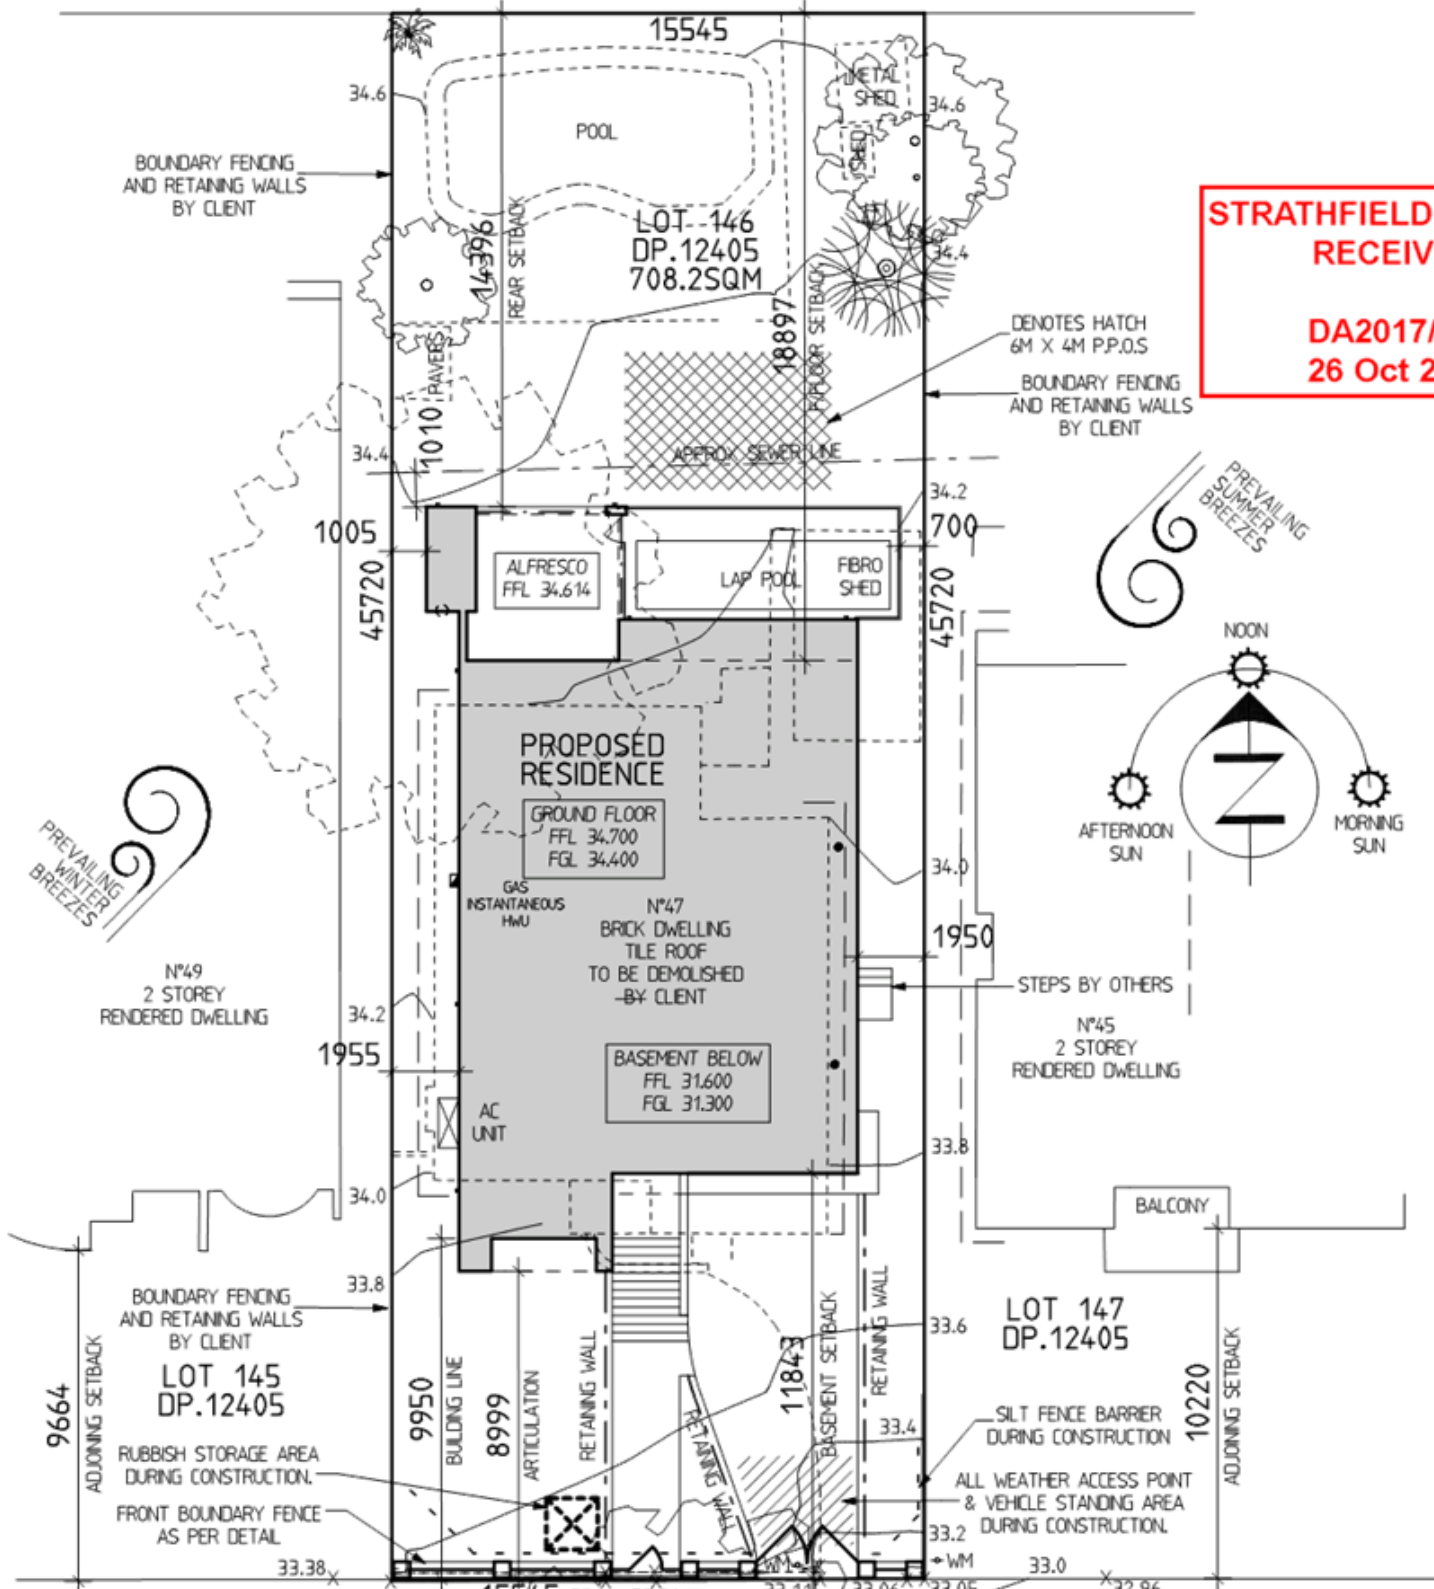 15545
34.6
POOL
METAL
SHED
34.6
SHED
BOUNDARY FENCING
AND RETAINING WALLS
BY CLIENT
14396
REAR SETBACK
LOT 146
DP.12405
708.2SQM
34.4
STRATHFIELD
RECEIV
DA2017/
26 Oct 2
18897
F/FLOOR SETBACK
DENOTES HATCH
6M X 4M P.P.O.S
PAVERS
BOUNDARY FENCING
AND RETAINING WALLS
BY CLIENT
1010
34.4
APPROX SEWER LINE
34.2
PREVAILING
SUMMER
BREEZES
1005
700
45720
ALFRESCO
FFL 34.614
LAP POOL
FIBRO
SHED
45720
NOON
PROPOSED
RESIDENCE
GROUND FLOOR
FFL 34.700
FGL 34.400
N
AFTERNOON
SUN
MORNING
SUN
PREVAILING
WINTER
BREEZES
34.0
GAS
INSTANTANEOUS
HWU
N°47
BRICK DWELLING
TILE ROOF
TO BE DEMOLISHED
BY CLIENT
1950
N°49
2 STOREY
RENDERED DWELLING
STEPS BY OTHERS
34.2
1955
N°45
2 STOREY
RENDERED DWELLING
BASEMENT BELOW
FFL 31.600
FGL 31.300
AC
UNIT
33.8
34.0
BALCONY
33.8
BOUNDARY FENCING
AND RETAINING WALLS
BY CLIENT
LOT 145
DP.12405
9664
ADJOINING SETBACK
9950
BUILDING LINE
8999
ARTICULATION
RETAINING WALL
RETAINING WALL
11843
BASEMENT SETBACK
RETAINING WALL
33.6
LOT 147
DP.12405
10220
ADJOINING SETBACK
33.4
SILT FENCE BARRIER
DURING CONSTRUCTION
RUBBISH STORAGE AREA
DURING CONSTRUCTION.
ALL WEATHER ACCESS POINT
& VEHICLE STANDING AREA
DURING CONSTRUCTION.
FRONT BOUNDARY FENCE
AS PER DETAIL
33.2
WM
WM
33.38
33.0
15545
33.05
32.96